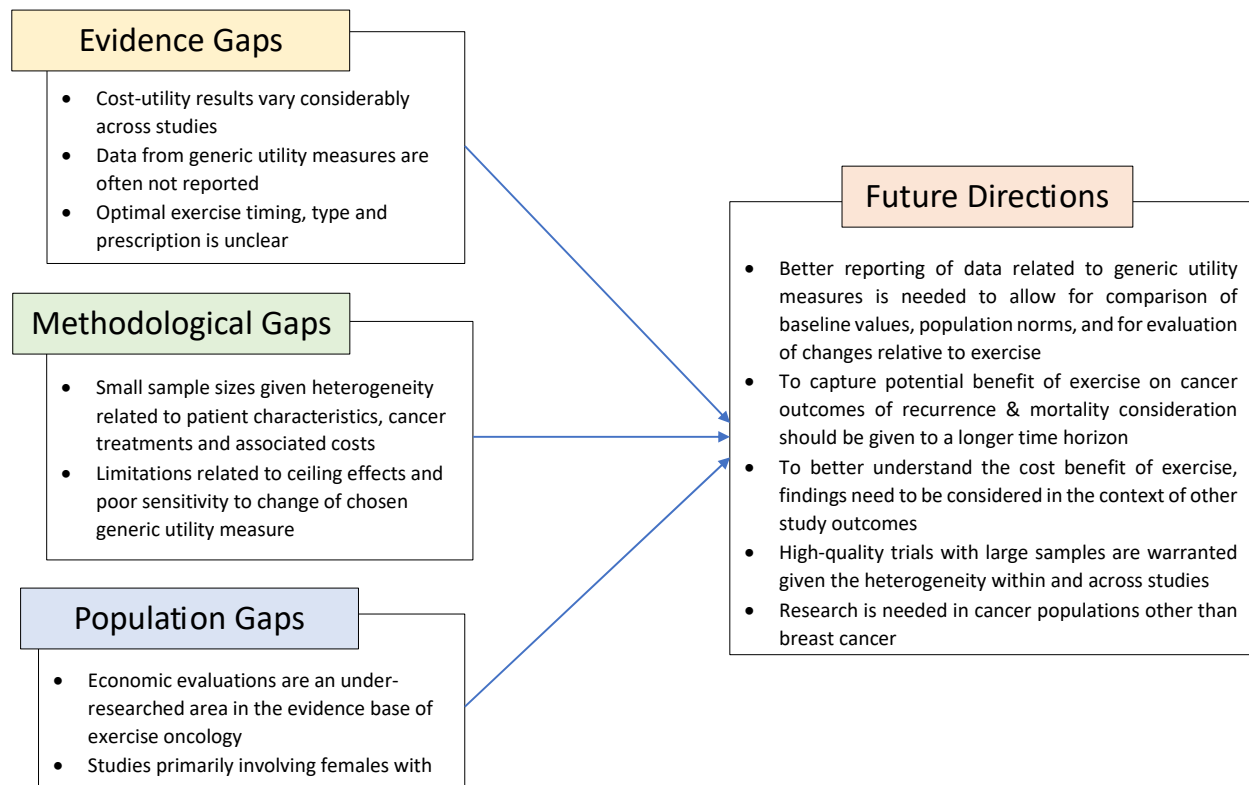 Evidence Gaps
• Cost-utility results vary considerably
across studies
• Data from generic utility measures are
often not reported
• Optimal exercise timing, type and
prescription is unclear
Methodological Gaps
• Small sample sizes given heterogeneity
related to patient characteristics, cancer
treatments and associated costs
• Limitations related to ceiling effects and
poor sensitivity to change of chosen
generic utility measure
Population Gaps
• Economic evaluations are an under-
researched area in the evidence base of
exercise oncology
• Studies primarily involving females with
Future Directions
• Better reporting of data related to generic utility
measures is needed to allow for comparison of
baseline values, population norms, and for evaluation
of changes relative to exercise
• To capture potential benefit of exercise on cancer
outcomes of recurrence & mortality consideration
should be given to a longer time horizon
• To better understand the cost benefit of exercise,
findings need to be considered in the context of other
study outcomes
• High-quality trials with large samples are warranted
given the heterogeneity within and across studies
• Research is needed in cancer populations other than
breast cancer